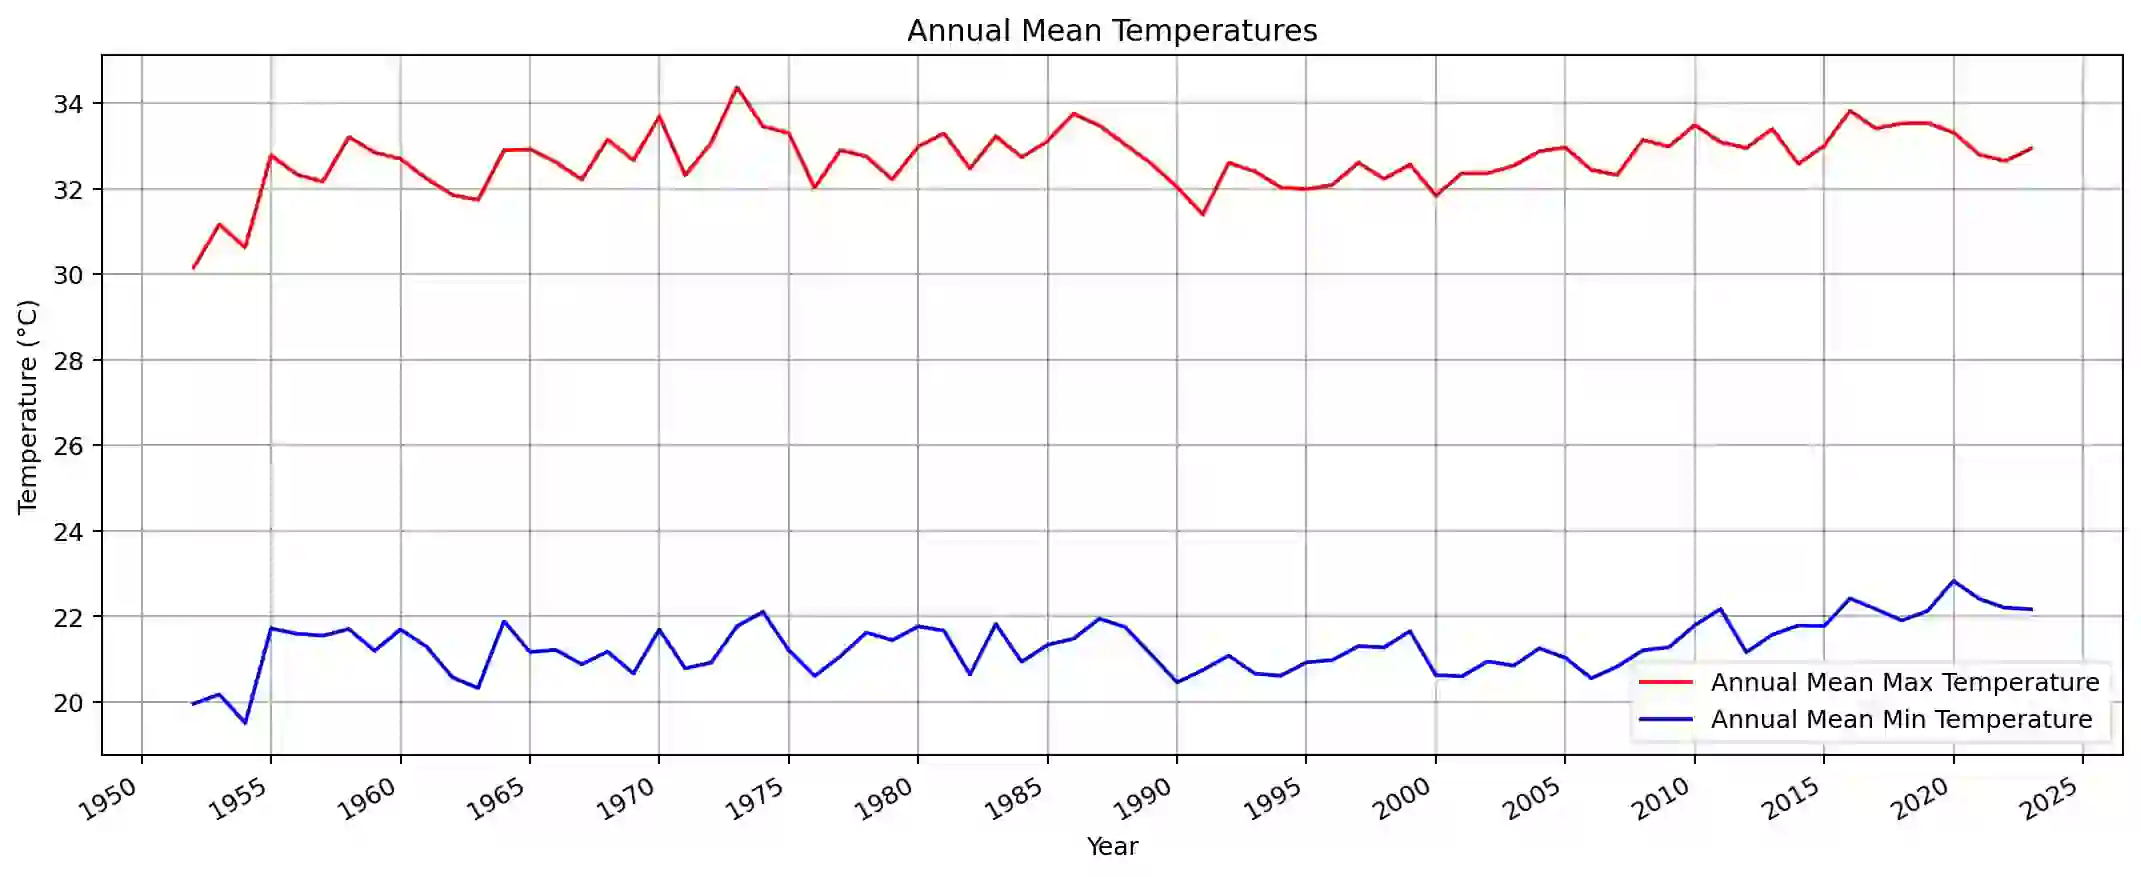 Annual Mean Temperatures
34
32
30
28
26
24
22
20
Temperature (°C)
Annual Mean Max Temperature
Annual Mean Min Temperature
1950 1955 1960 1965 1970 1975 1980 1985 1990 1995 2000 2005 2010 2015 2020 2025
Year